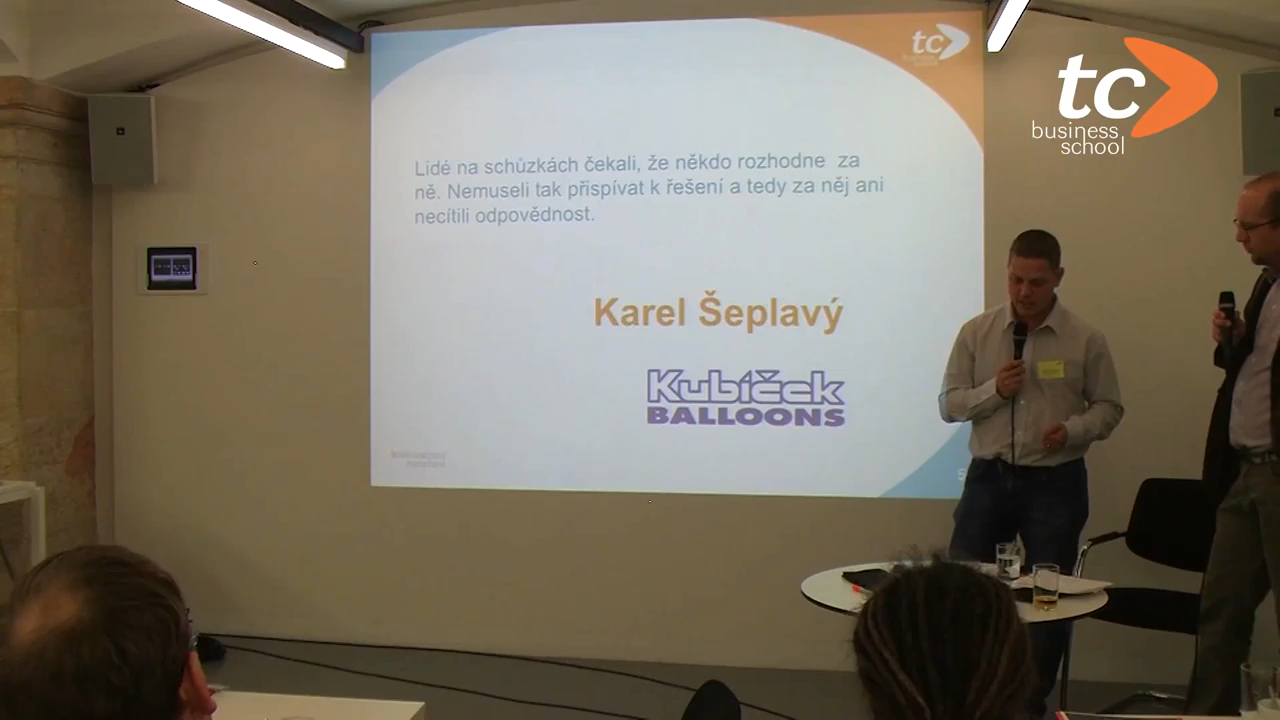 tc
tc
business
school
Lidé na schůzkách čekali, že někdo rozhodne za
ně. Nemuseli tak přispívat k řešení a tedy za něj ani
necítili odpovědnost.
Karel Šeplavý
Kubíček
BALLOONS